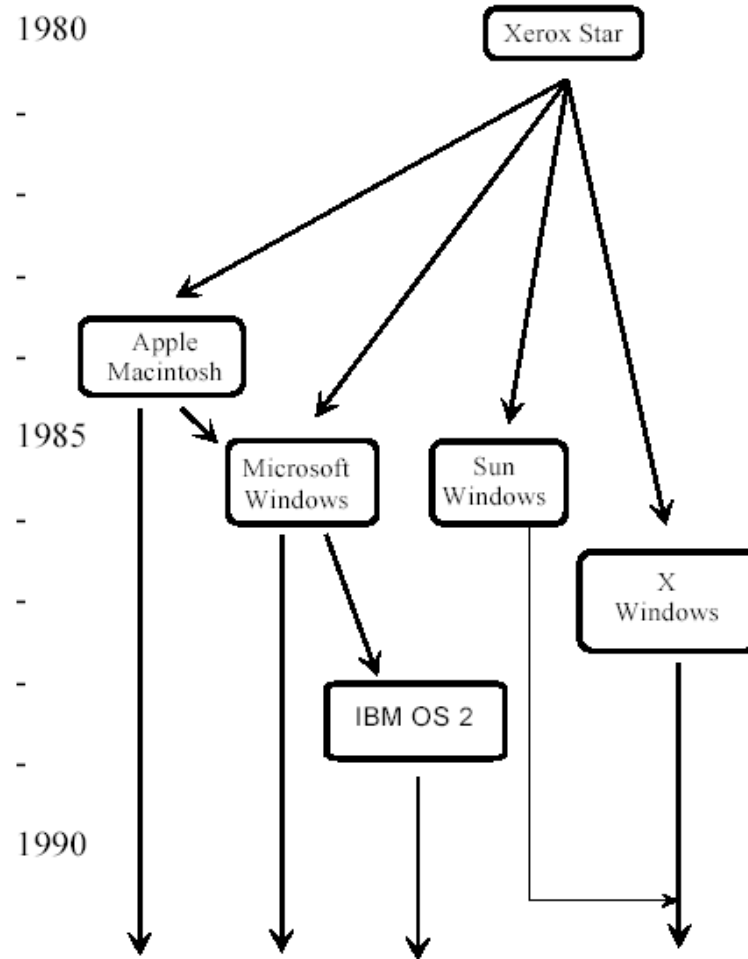 1980
Xerox Star
-
-
-
Apple
Macintosh
-
1985
Microsoft
Windows
Sun
Windows
-
X
Windows
-
-
IBM OS 2
-
1990